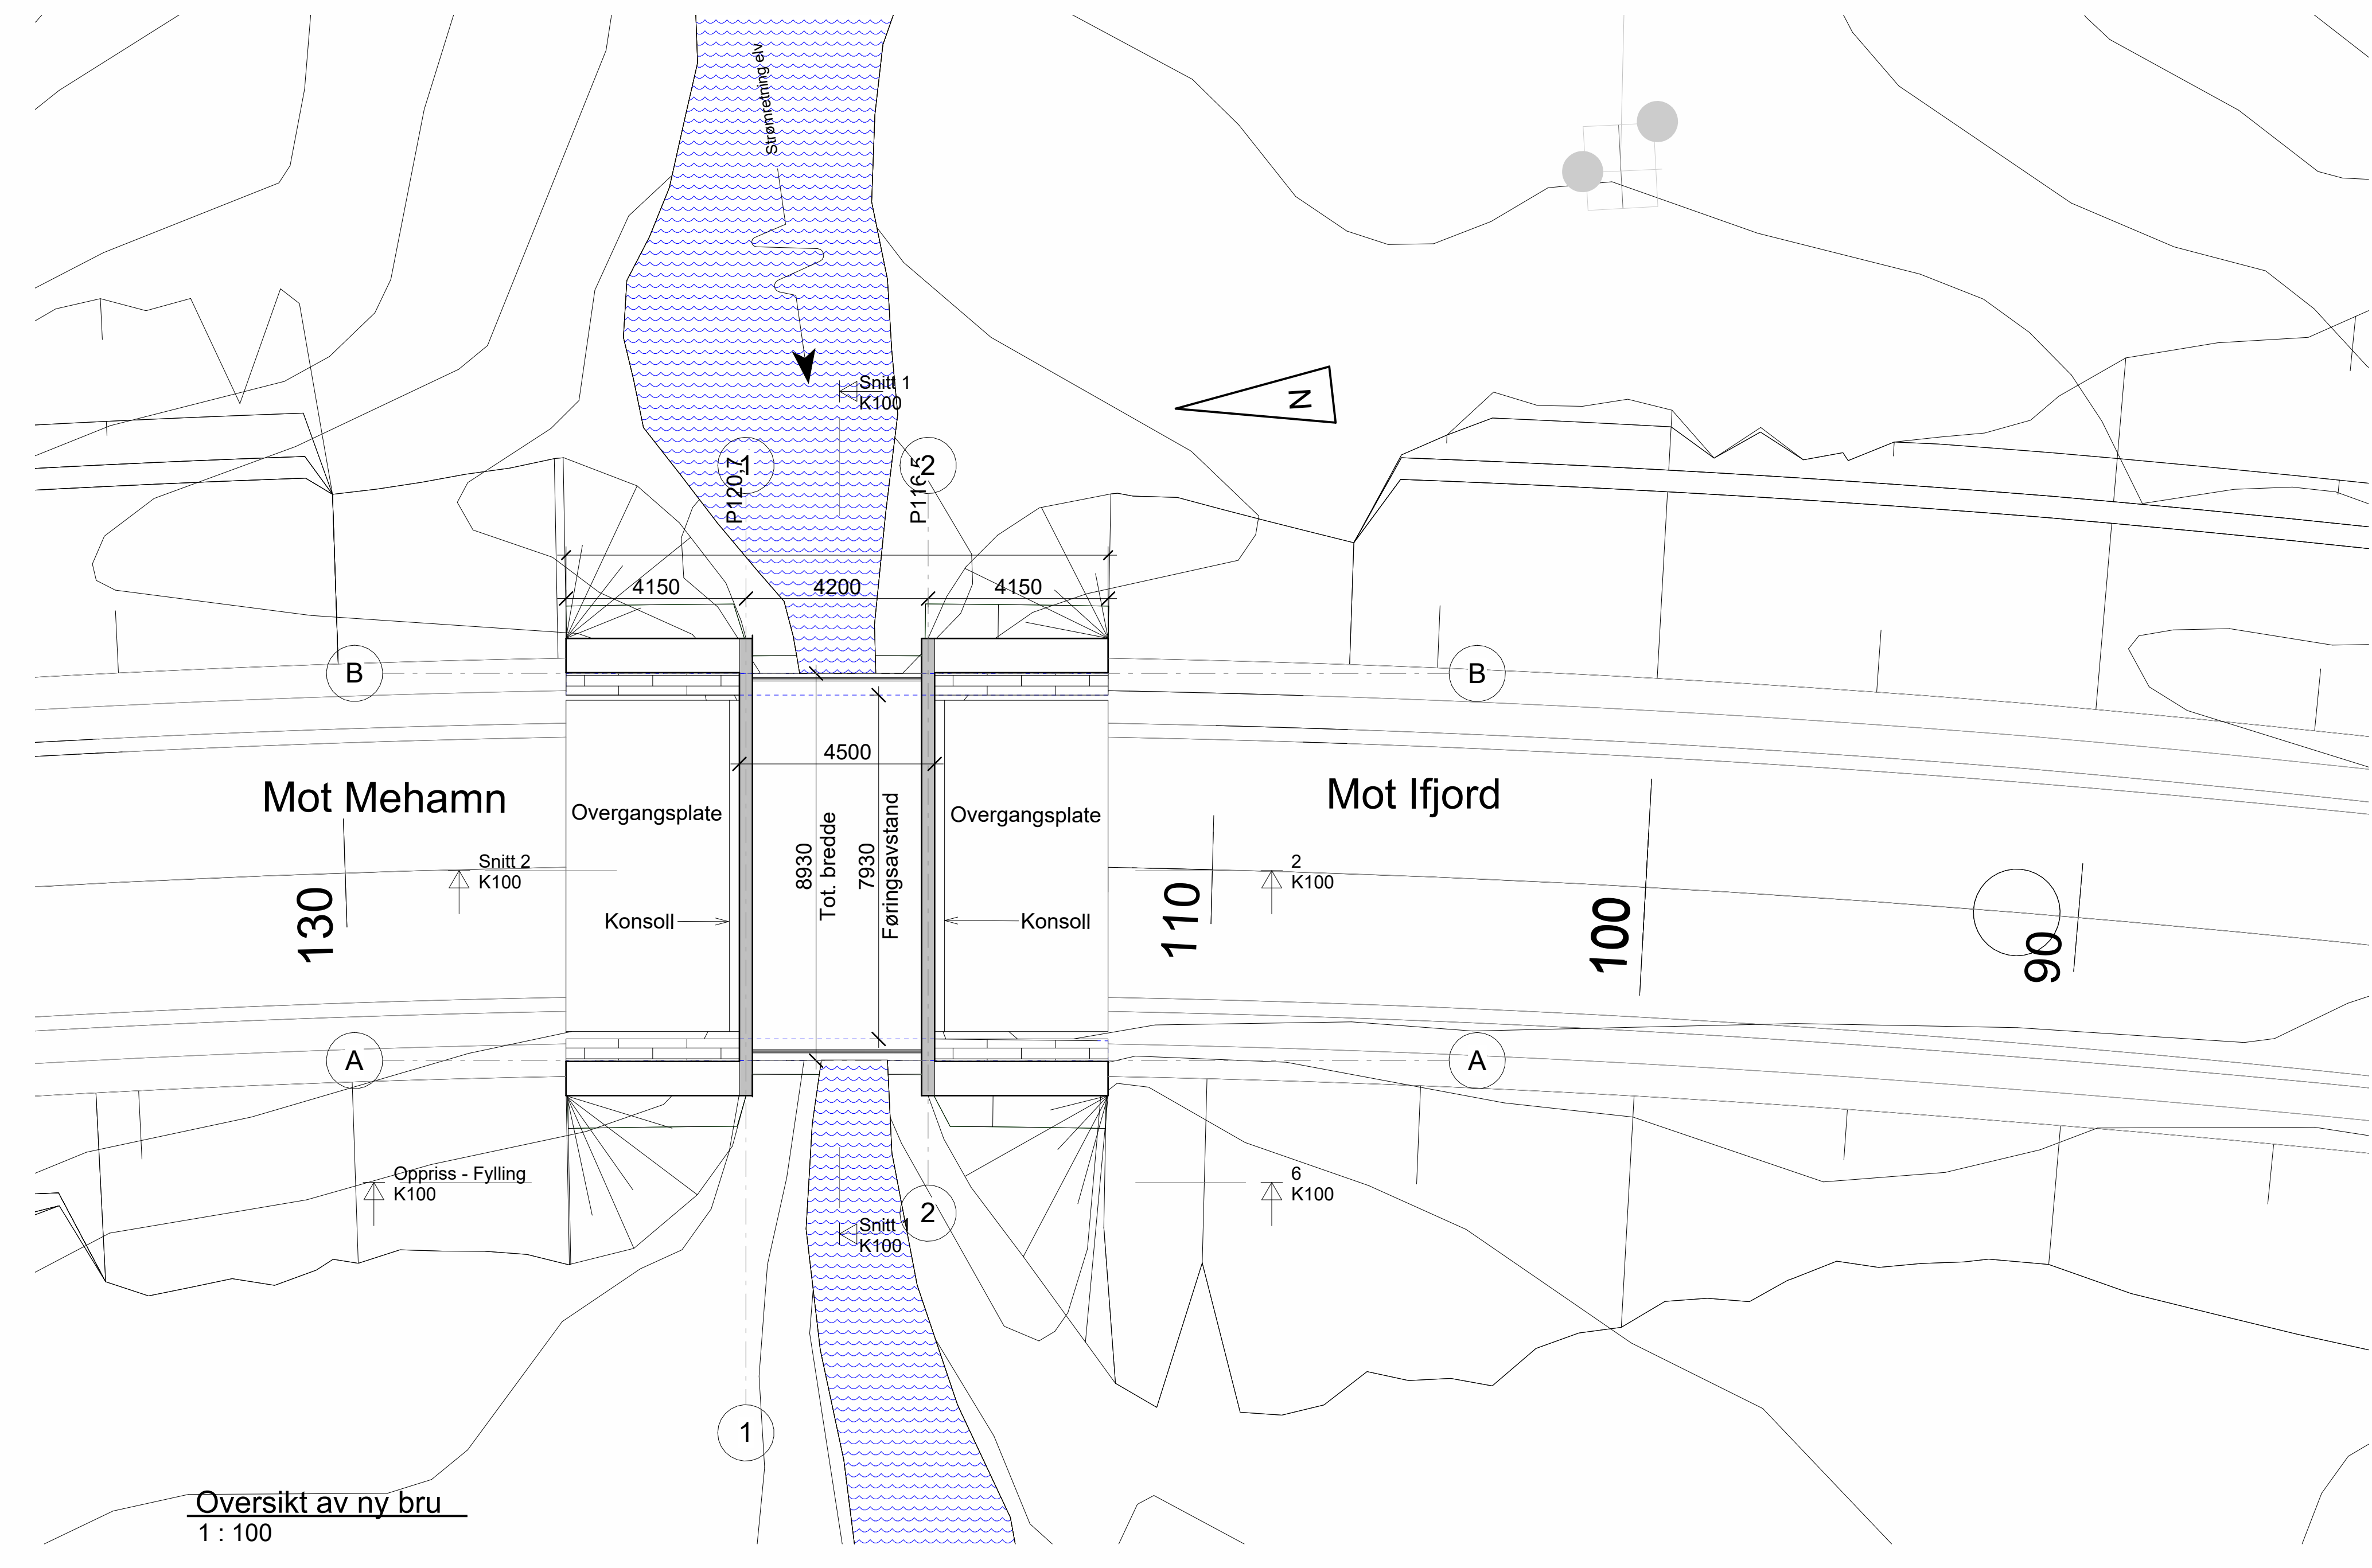 Strømretning elv
Snitt 1
K100
N
1
2
P120.7
P116.5
4150
4200
4150
B
B
4500
Mot Mehamn
Mot Ifjord
Overgangsplate
Overgangsplate
8930
Tot. bredde
7930
Føringsavstand
Snitt 2
K100
2
K100
130
110
100
90
Konsoll
Konsoll
A
A
Oppriss - Fylling
K100
6
K100
2
Snitt 1
K100
1
Oversikt av ny bru
1 : 100